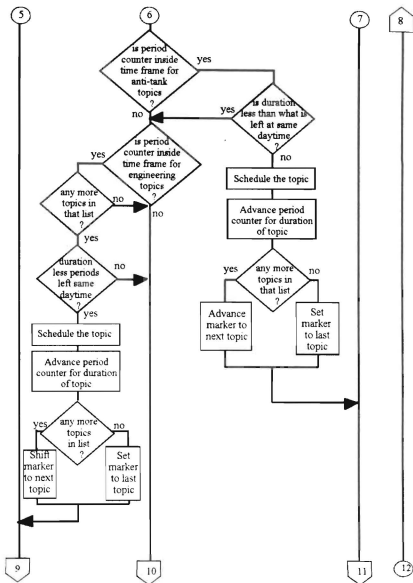 5
6
7
8
is period
counter inside
time frame for
anti-tank
topics
?
yes
no
is duration
less than what is
left at same
daytime
?
yes
no
is period
counter inside
time frame for
engineering
topics
?
yes
no
Schedule the topic
Advance period
counter for duration
of topic
any more
topics in
that list
?
no
yes
any more
topics in
that list
?
yes
no
duration
less periods
left same
daytime
?
no
yes
Advance
marker to
next topic
Set
marker
to last
topic
Schedule the topic
Advance period
counter for duration
of topic
any more
topics
in list
?
yes
no
Shift
marker
to next
topic
Set
marker
to last
topic
9
10
11
12